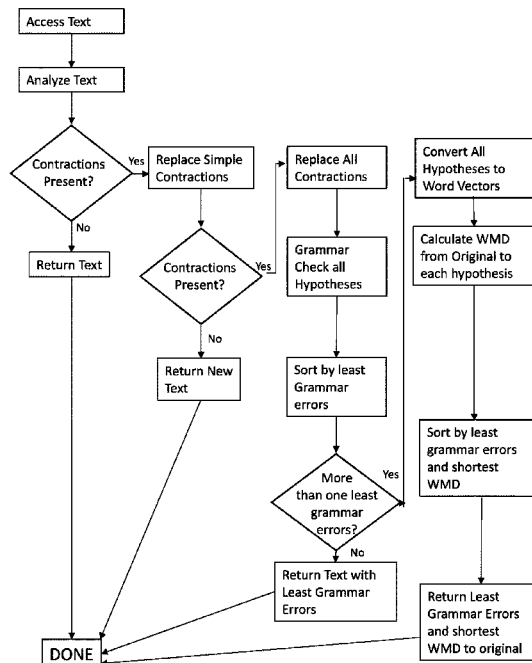 Access Text
Analyze Text
Contractions
Present?
Yes
No
Return Text
Replace Simple
Contractions
Contractions
Present?
Yes
No
Return New
Text
Replace All
Contractions
Grammar
Check all
Hypotheses
Sort by least
Grammar
errors
More
than one least
grammar
errors?
Yes
No
Return Text with
Least Grammar
Errors
Convert All
Hypotheses to
Word Vectors
Calculate WMD
from Original to
each hypothesis
Sort by least
grammar errors
and shortest
WMD
Return Least
Grammar Errors
and shortest
WMD to original
DONE